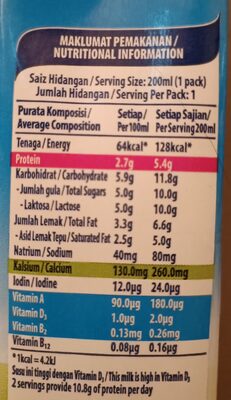 MAKLUMAT PEMAKANAN /
NUTRITIONAL INFORMATION
Saiz Hidangan / Serving Size: 200ml (1 pack)
Jumlah Hidangan / Serving Per Pack: 1
Purata Komposisi / Setiap / Setiap Sajian/
Average Composition Per 100ml Per Serving 200ml
Tenaga / Energy 64kcal* 128kcal*
Protein 2.7g 5.4g
Karbohidrat / Carbohydrate 5.9g 11.8g
- Jumlah gula / Total Sugars 5.0g 10.0g
- Laktosa / Lactose 5.0g 10.0g
Jumlah Lemak / Total Fat 3.3g 6.6g
- Asid Lemak Tepu / Saturated Fat 2.5g 5.0g
Natrium / Sodium 40mg 80mg
Kalsium / Calcium 130.0mg 260.0mg
Iodin / Iodine 12.0µg 24.0µg
Vitamin A 90.0µg 180.0µg
Vitamin D₃ 1.0µg 2.0µg
Vitamin B₂ 0.13mg 0.26mg
Vitamin B₁₂ 0.08µg 0.16µg
* 1kcal = 4.2kJ
Susu ini tinggi dengan Vitamin D₃ / This milk is high in Vitamin D₃
2 servings provide 10.8g of protein per day